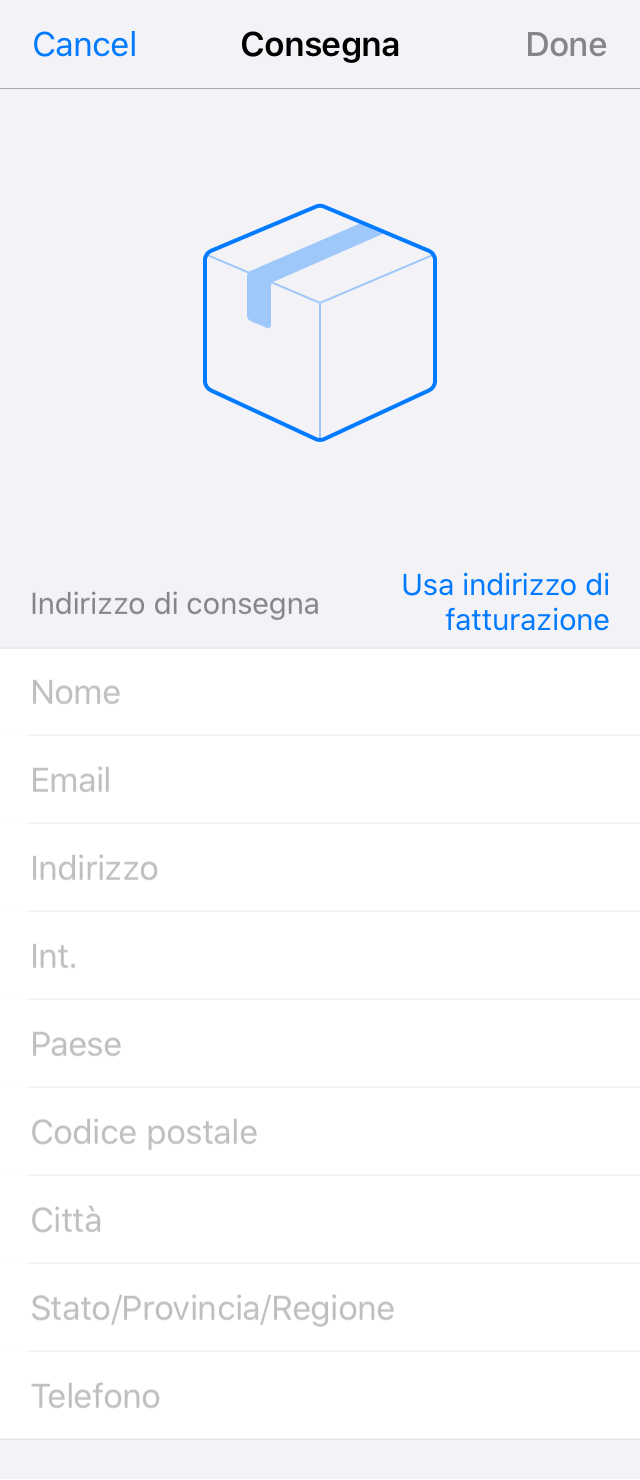 Cancel
Consegna
Done
Indirizzo di consegna
Usa indirizzo di
fatturazione
Nome
Email
Indirizzo
Int.
Paese
Codice postale
Città
Stato/Provincia/Regione
Telefono